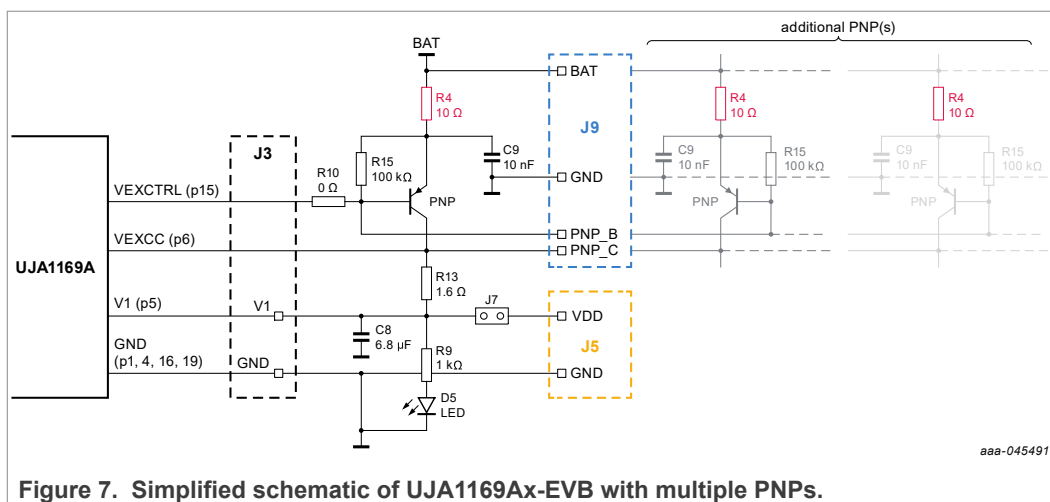 additional PNP(s)
BAT
BAT
R4
10 Ω
R4
10 Ω
R4
10 Ω
J9
J3
R15
100 kΩ
C9
10 nF
C9
10 nF
R15
100 kΩ
C9
10 nF
R15
100 kΩ
R10
0 Ω
GND
VEXCTRL (p15)
PNP
PNP
PNP
PNP_B
VEXCC (p6)
PNP_C
UJA1169A
R13
1.6 Ω
J7
V1 (p5)
V1
VDD
C8
6.8 µF
J5
GND
(p1, 4, 16, 19)
GND
R9
1 kΩ
GND
D5
LED
aaa-045491
Figure 7. Simplified schematic of UJA1169Ax-EVB with multiple PNPs.